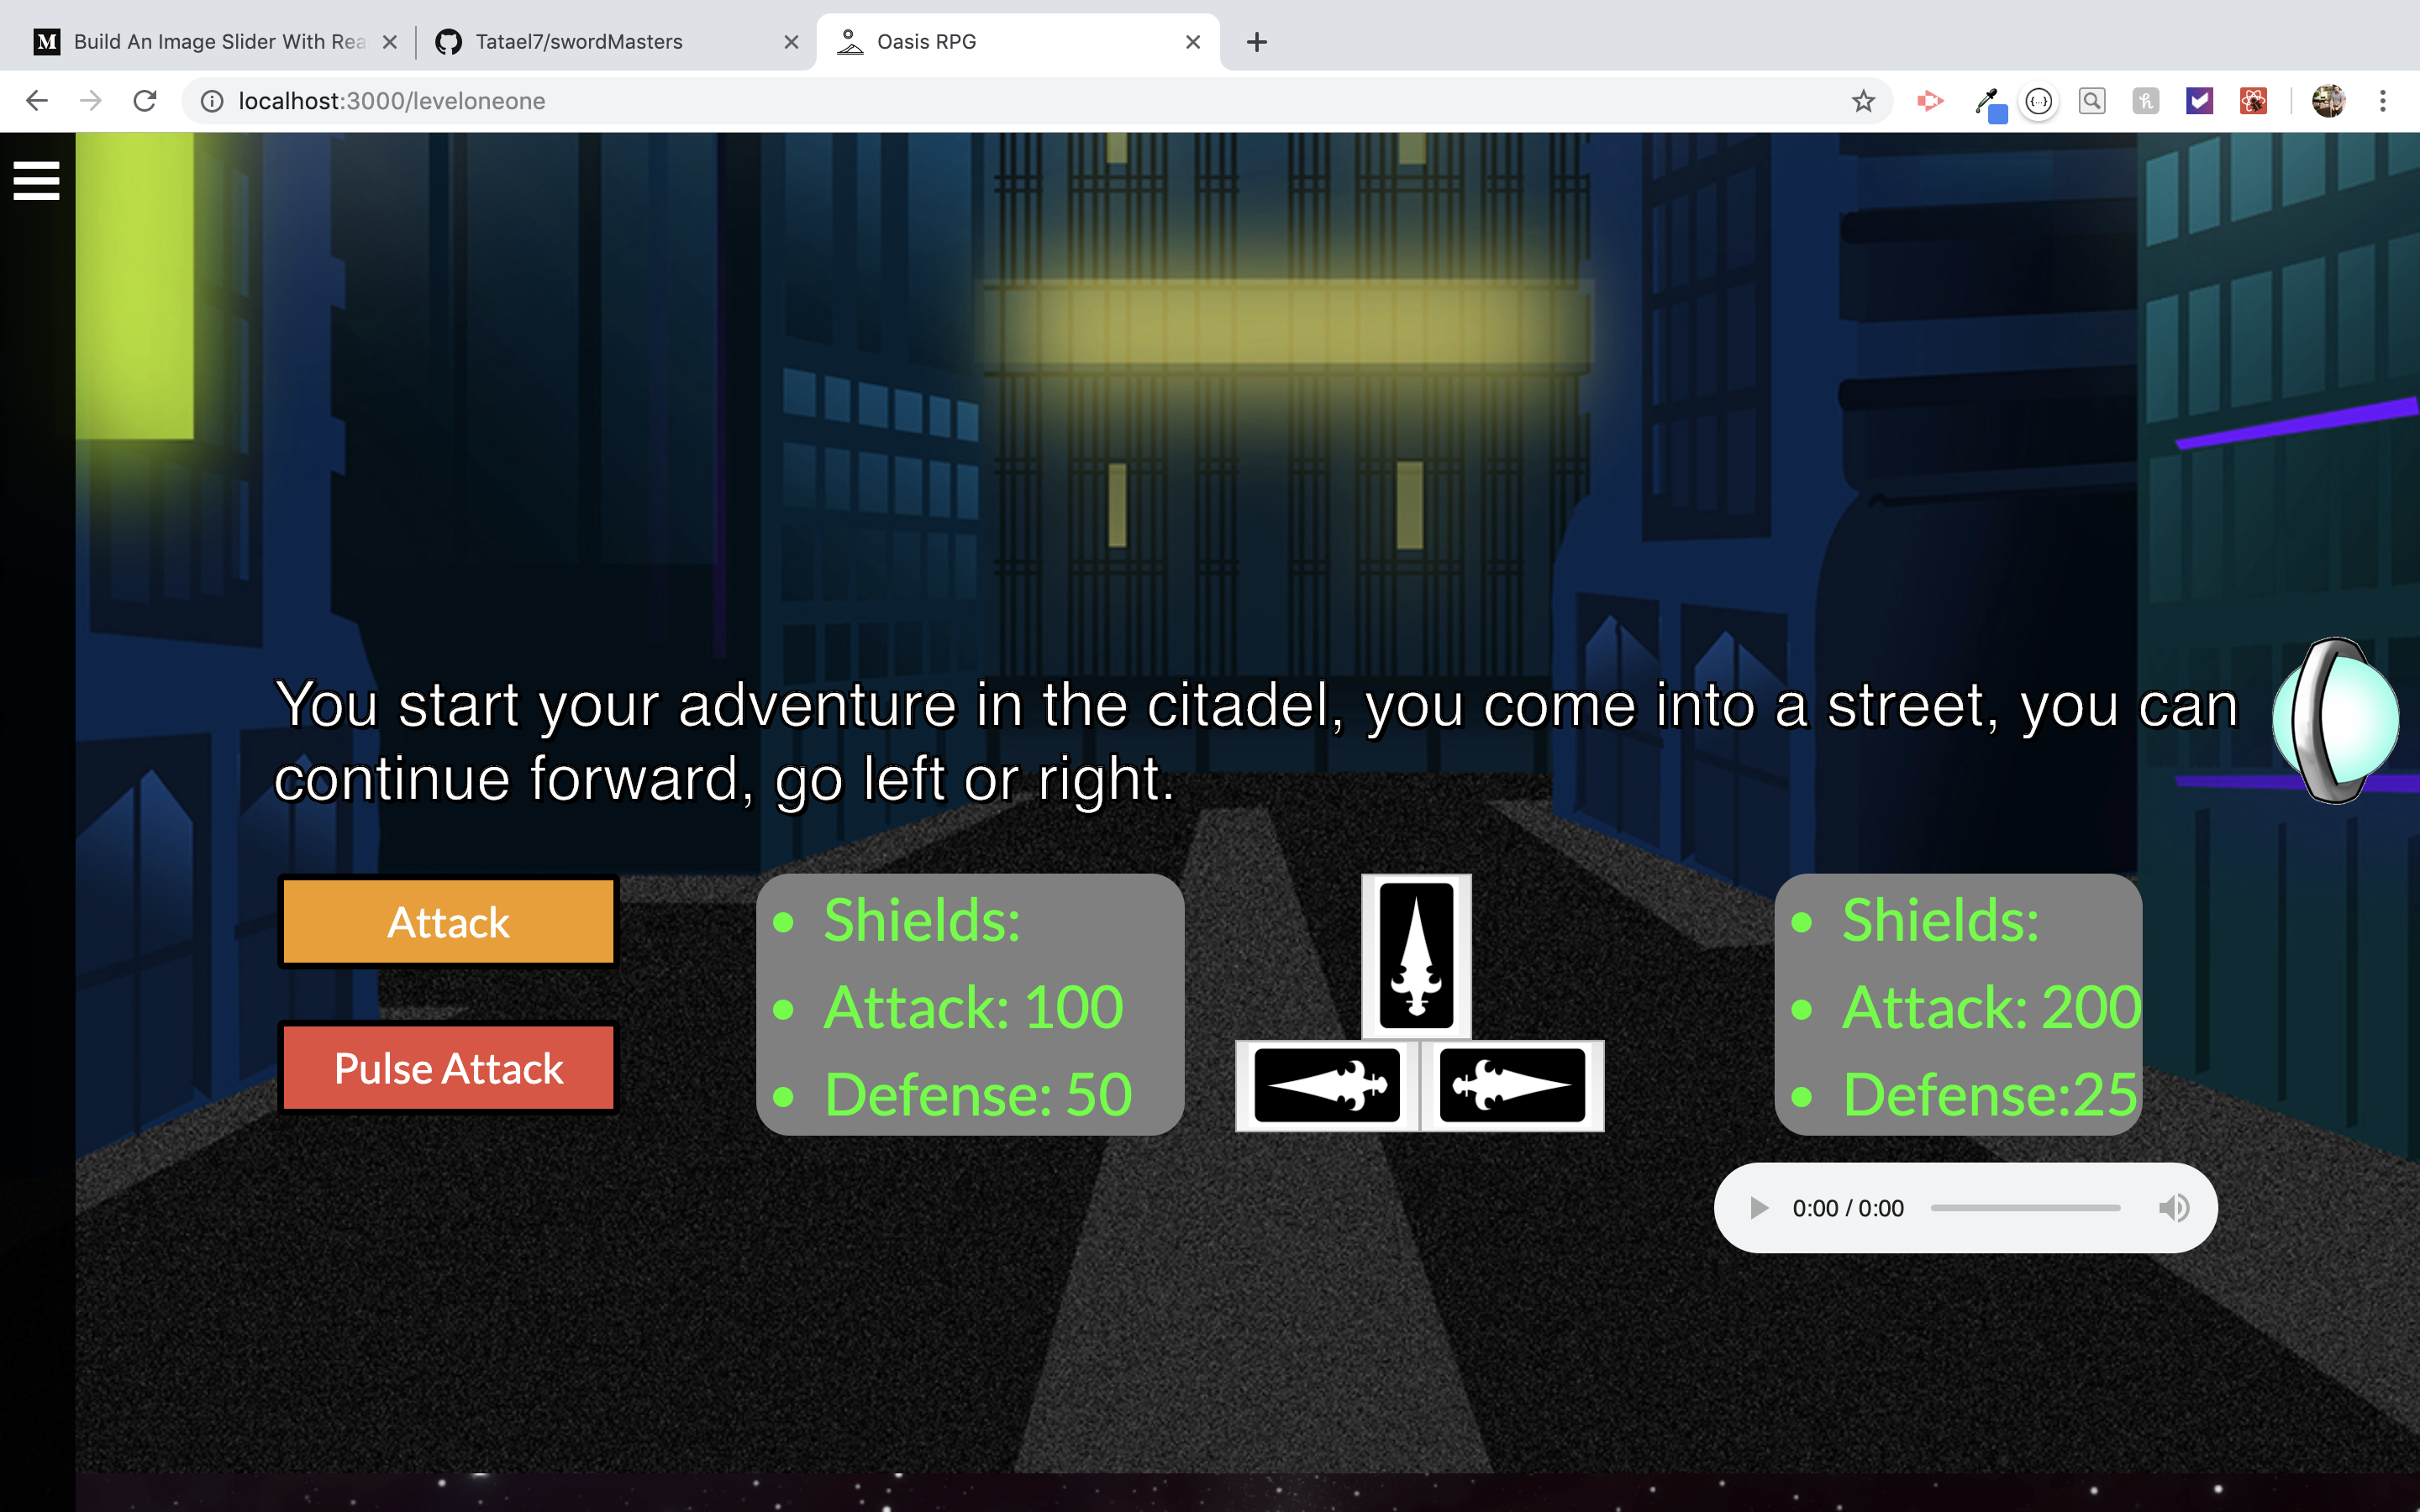 M Build An Image Slider With Rea
Tatael7/swordMasters
Oasis RPG
localhost:3000/leveloneone
You start your adventure in the citadel, you come into a street, you can
continue forward, go left or right.
Attack
Pulse Attack
Shields:
Attack: 100
Defense: 50
Shields:
Attack: 200
Defense:25
0:00 / 0:00